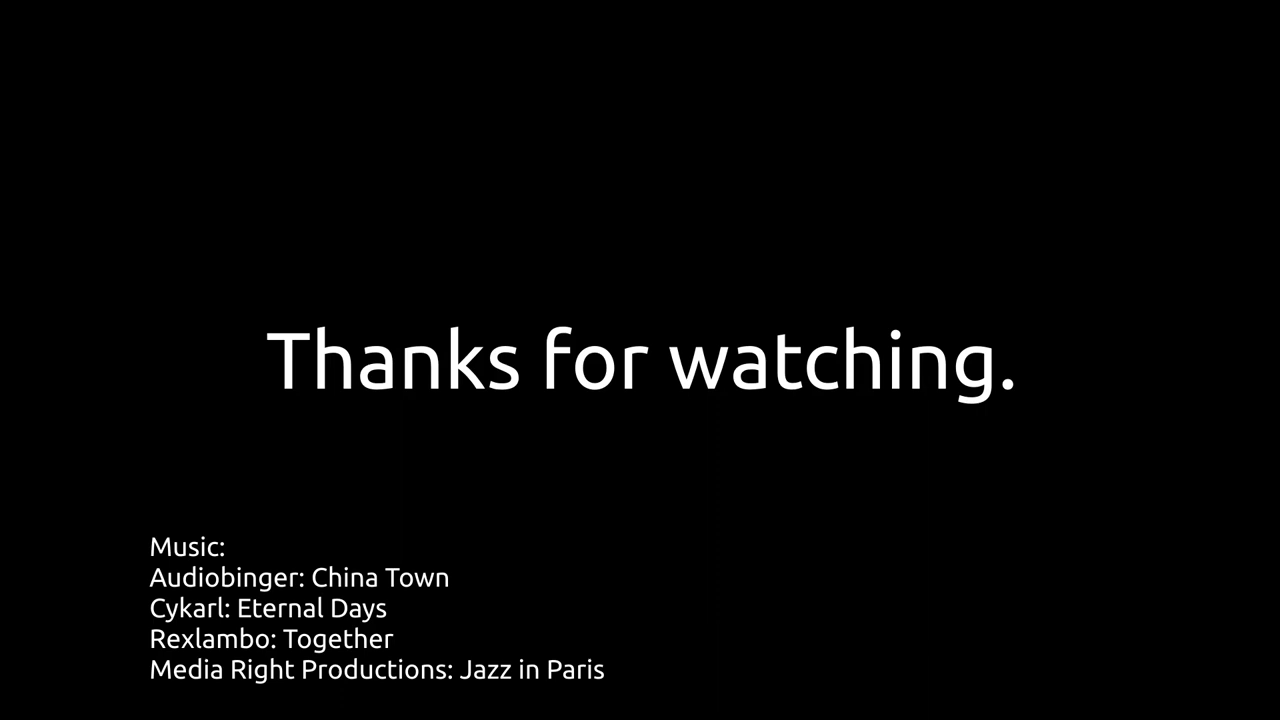 Thanks for watching.
Music:
Audiobinger: China Town
Cykarl: Eternal Days
Rexlambo: Together
Media Right Productions: Jazz in Paris